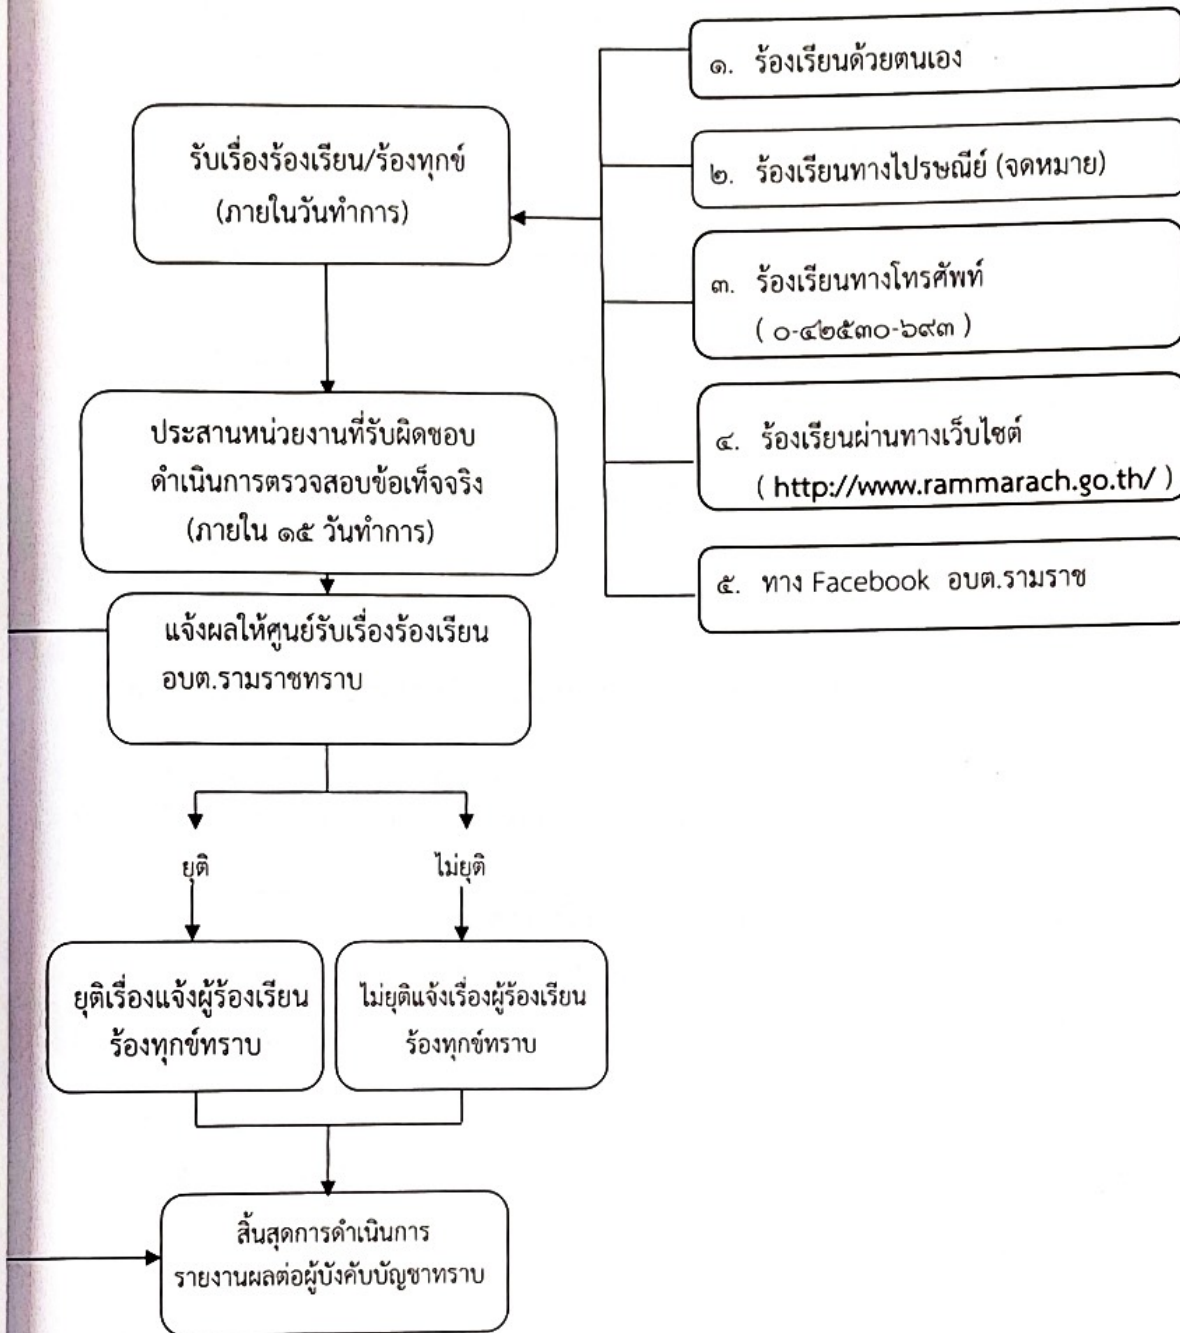 ๑. ร้องเรียนด้วยตนเอง
รับเรื่องร้องเรียน/ร้องทุกข์
(ภายในวันทำการ)
๒. ร้องเรียนทางไปรษณีย์ (จดหมาย)
๓. ร้องเรียนทางโทรศัพท์
( ๐-๔๒๕๓๐-๖๙๓ )
๔. ร้องเรียนผ่านทางเว็บไซต์
( http://www.rammarach.go.th/ )
๕. ทาง Facebook อบต.รามราช
ประสานหน่วยงานที่รับผิดชอบ
ดำเนินการตรวจสอบข้อเท็จจริง
(ภายใน ๑๕ วันทำการ)
แจ้งผลให้ศูนย์รับเรื่องร้องเรียน
อบต.รามราชทราบ
ยุติ
ไม่ยุติ
ยุติเรื่องแจ้งผู้ร้องเรียน
ร้องทุกข์ทราบ
ไม่ยุติแจ้งเรื่องผู้ร้องเรียน
ร้องทุกข์ทราบ
สิ้นสุดการดำเนินการ
รายงานผลต่อผู้บังคับบัญชาทราบ